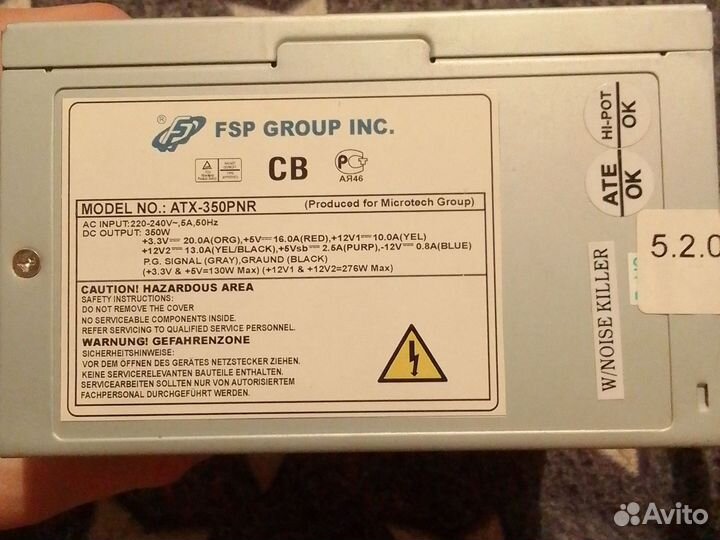 ® FSP GROUP INC.
CB
АЯ46
MODEL NO.: ATX-350PNR (Produced for Microtech Group)
AC INPUT:220-240V~,5A,50Hz
DC OUTPUT: 350W
+3.3V⎓ 20.0A(ORG),+5V⎓16.0A(RED),+12V1⎓10.0A(YEL)
+12V2⎓ 13.0A(YEL/BLACK),+5Vsb⎓ 2.5A(PURP),-12V⎓ 0.8A(BLUE)
P.G. SIGNAL (GRAY),GROUND (BLACK)
(+3.3V & +5V=130W Max) (+12V1 & +12V2=276W Max)
CAUTION! HAZARDOUS AREA
SAFETY INSTRUCTIONS:
DO NOT REMOVE THE COVER
NO SERVICEABLE COMPONENTS INSIDE.
REFER SERVICING TO QUALIFIED SERVICE PERSONNEL.
WARNUNG! GEFAHRENZONE
SICHERHEITSHINWEISE:
VOR DEM ÖFFNEN DES GERÄTES NETZSTECKER ZIEHEN.
KEINE SERVICERELEVANTEN BAUTEILE ENTHALTEN.
SERVICEARBEITEN SOLLTEN NUR VON AUTORISIERTEM
FACHPERSONAL DURCHGEFÜHRT WERDEN.
HI-POT
OK
ATE
OK
5.2.0
W/NOISE KILLER
Avito